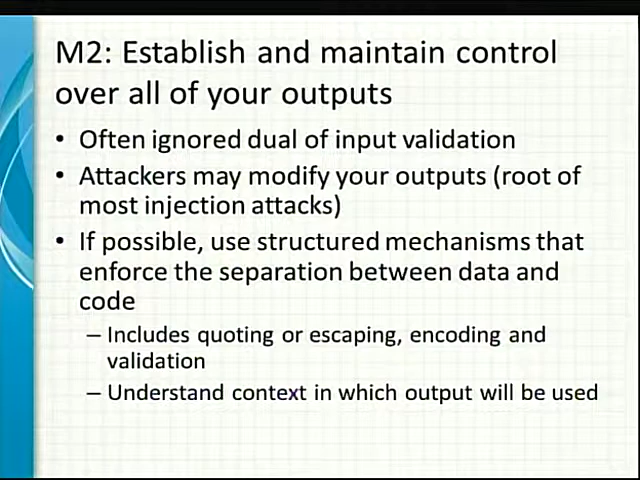 M2: Establish and maintain control
over all of your outputs
• Often ignored dual of input validation
• Attackers may modify your outputs (root of
most injection attacks)
• If possible, use structured mechanisms that
enforce the separation between data and
code
– Includes quoting or escaping, encoding and
validation
– Understand context in which output will be used